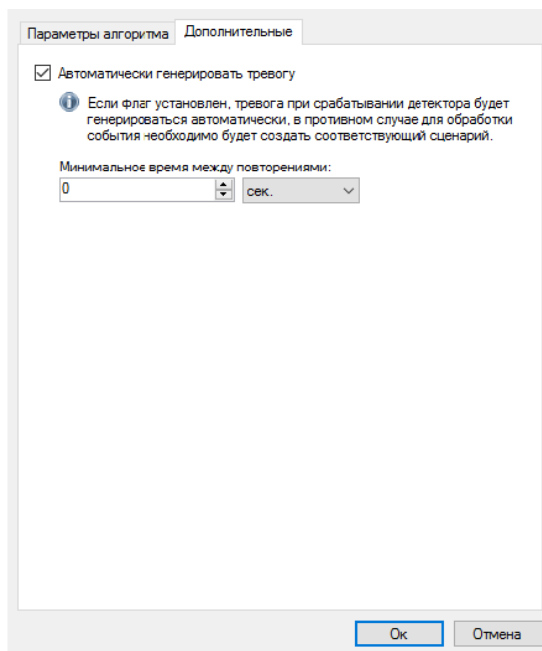 Параметры алгоритма Дополнительные
Автоматически генерировать тревогу
Если флаг установлен, тревога при срабатывании детектора будет
генерироваться автоматически, в противном случае для обработки
события необходимо будет создать соответствующий сценарий.
Минимальное время между повторениями:
0 сек.
Ок Отмена